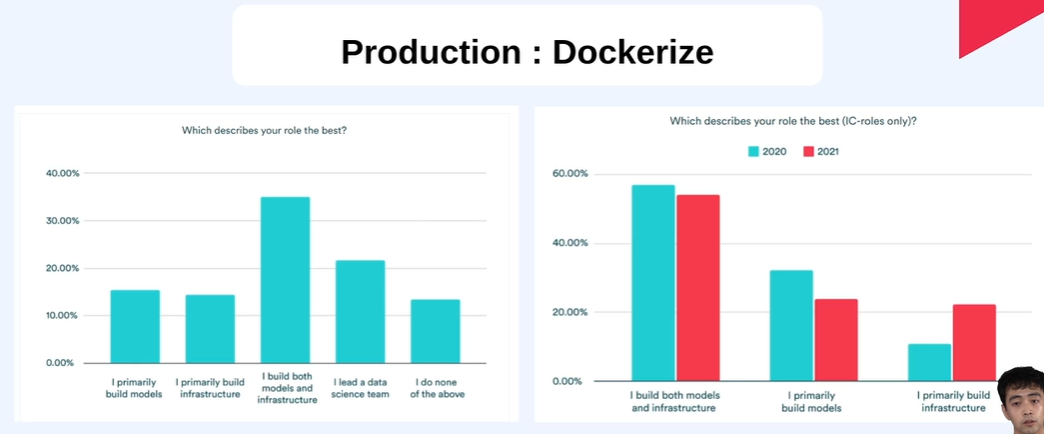 Production : Dockerize
Which describes your role the best?
40.00%
30.00%
20.00%
10.00%
0.00%
I primarily
build models
I primarily build
infrastructure
I build both
models and
infrastructure
I lead a data
science team
I do none
of the above
Which describes your role the best (IC-roles only)?
2020
2021
60.00%
40.00%
20.00%
0.00%
I build both models
and infrastructure
I primarily
build models
I primarily build
infrastructure